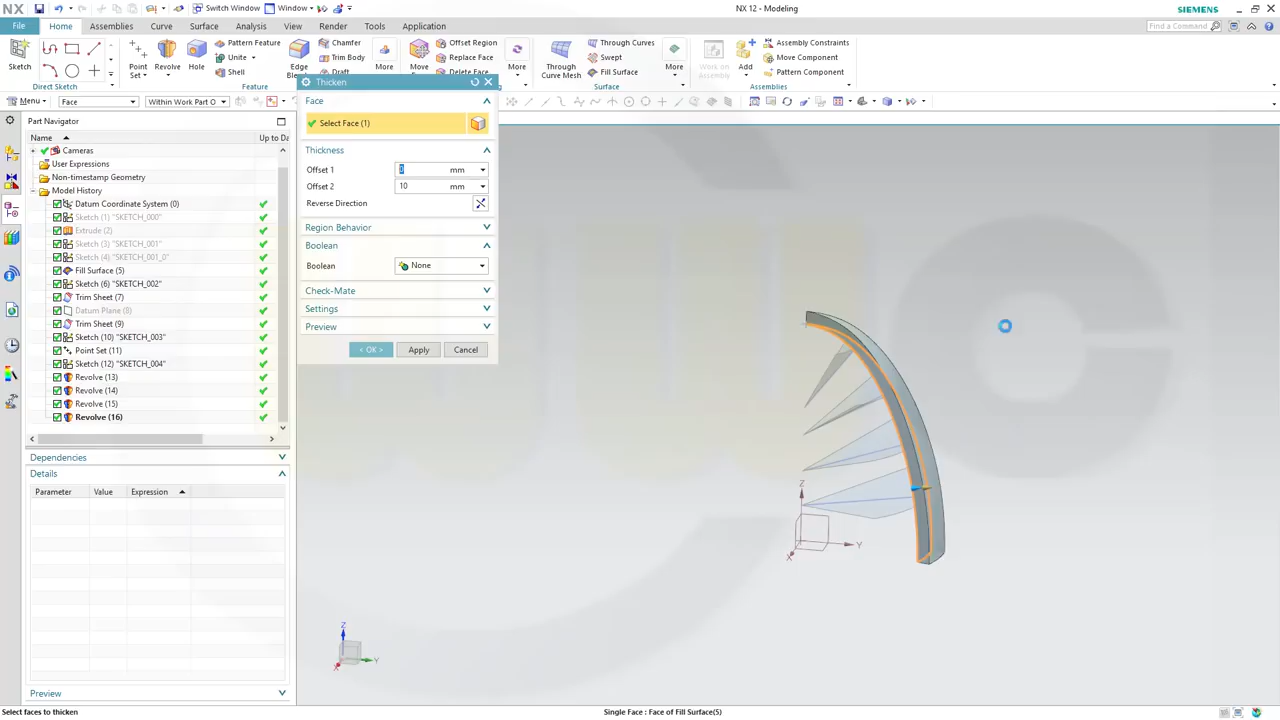 NX
Switch Window
Window
NX 12 - Modeling
SIEMENS
File
Home
Assemblies
Curve
Surface
Analysis
View
Render
Tools
Application
Find a Command
Sketch
Direct Sketch
Point
Set
Revolve
Hole
Pattern Feature
Unite
Shell
Edge
Blend
Chamfer
Trim Body
Draft
More
Feature
Move
Offset Region
Replace Face
Delete Face
More
Through
Curve Mesh
Through Curves
Swept
Fill Surface
More
Surface
Work on
Assembly
Add
Assembly Constraints
Move Component
Pattern Component
Assemblies
Menu
Face
Within Work Part O
Part Navigator
Name
Up to Da
Cameras
User Expressions
Non-timestamp Geometry
Model History
Datum Coordinate System (0)
Sketch (1) "SKETCH_000"
Extrude (2)
Sketch (3) "SKETCH_001"
Sketch (4) "SKETCH_001_0"
Fill Surface (5)
Sketch (6) "SKETCH_002"
Trim Sheet (7)
Datum Plane (8)
Trim Sheet (9)
Sketch (10) "SKETCH_003"
Point Set (11)
Sketch (12) "SKETCH_004"
Revolve (13)
Revolve (14)
Revolve (15)
Revolve (16)
Dependencies
Details
Parameter
Value
Expression
Preview
Thicken
Face
Select Face (1)
Thickness
Offset 1
0
mm
Offset 2
10
mm
Reverse Direction
Region Behavior
Boolean
Boolean
None
Check-Mate
Settings
Preview
< OK >
Apply
Cancel
Z
Y
X
Z
Y
X
Select faces to thicken
Single Face : Face of Fill Surface(5)